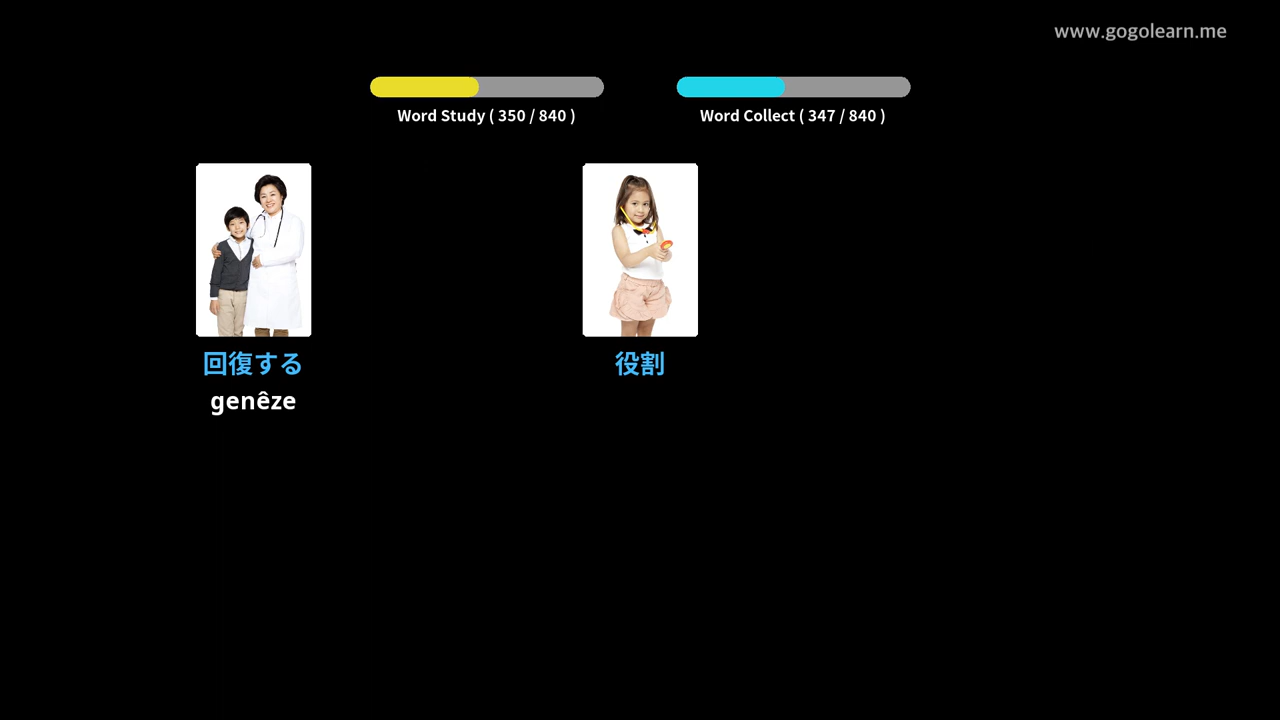 www.gogolearn.me
Word Study ( 350 / 840 )
Word Collect ( 347 / 840 )
回復する
役割
genêze